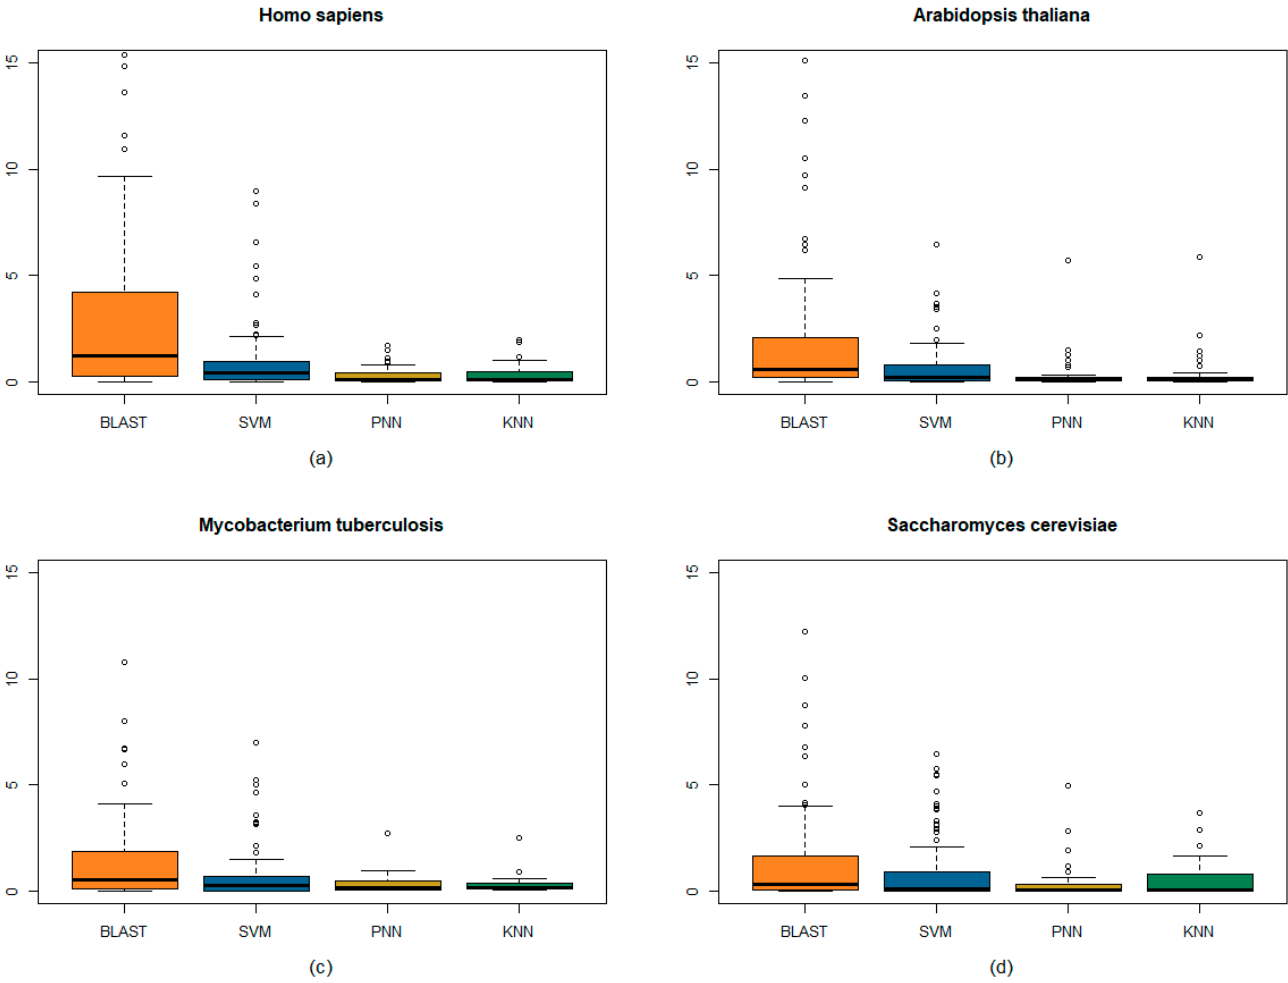 Homo sapiens
15
10
5
0
BLAST SVM PNN KNN
(a)
Arabidopsis thaliana
15
10
5
0
BLAST SVM PNN KNN
(b)
Mycobacterium tuberculosis
15
10
5
0
BLAST SVM PNN KNN
(c)
Saccharomyces cerevisiae
15
10
5
0
BLAST SVM PNN KNN
(d)